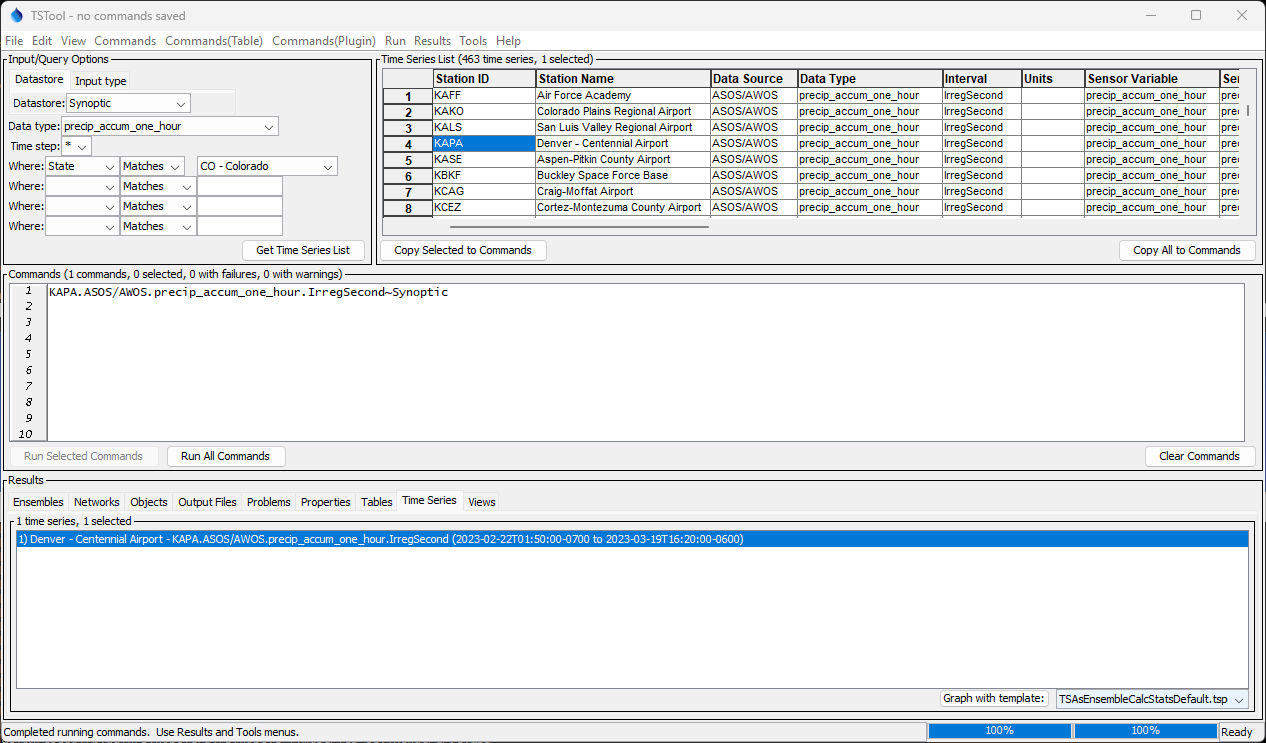 TSTool - no commands saved
File Edit View Commands Commands(Table) Commands(Plugin) Run Results Tools Help
Input/Query Options
Datastore Input type
Datastore: Synoptic
Data type: precip_accum_one_hour
Time step: *
Where: State Matches CO - Colorado
Where: Matches
Where: Matches
Where: Matches
Get Time Series List
Time Series List (463 time series, 1 selected)
Station ID Station Name Data Source Data Type Interval Units Sensor Variable Ser
1 KAFF Air Force Academy ASOS/AWOS precip_accum_one_hour IrregSecond precip_accum_one_hour prec
2 KAKO Colorado Plains Regional Airport ASOS/AWOS precip_accum_one_hour IrregSecond precip_accum_one_hour prec
3 KALS San Luis Valley Regional Airport ASOS/AWOS precip_accum_one_hour IrregSecond precip_accum_one_hour prec
4 KAPA Denver - Centennial Airport ASOS/AWOS precip_accum_one_hour IrregSecond precip_accum_one_hour prec
5 KASE Aspen-Pitkin County Airport ASOS/AWOS precip_accum_one_hour IrregSecond precip_accum_one_hour prec
6 KBKF Buckley Space Force Base ASOS/AWOS precip_accum_one_hour IrregSecond precip_accum_one_hour prec
7 KCAG Craig-Moffat Airport ASOS/AWOS precip_accum_one_hour IrregSecond precip_accum_one_hour prec
8 KCEZ Cortez-Montezuma County Airport ASOS/AWOS precip_accum_one_hour IrregSecond precip_accum_one_hour prec
Copy Selected to Commands Copy All to Commands
Commands (1 commands, 0 selected, 0 with failures, 0 with warnings)
1 KAPA.ASOS/AWOS.precip_accum_one_hour.IrregSecond~Synoptic
2
3
4
5
6
7
8
9
10
Run Selected Commands Run All Commands Clear Commands
Results
Ensembles Networks Objects Output Files Problems Properties Tables Time Series Views
1 time series, 1 selected
1) Denver - Centennial Airport - KAPA.ASOS/AWOS.precip_accum_one_hour.IrregSecond (2023-02-22T01:50:00-0700 to 2023-03-19T16:20:00-0600)
Graph with template: TSAsEnsembleCalcStatsDefault.tsp
Completed running commands. Use Results and Tools menus. 100% 100% Ready